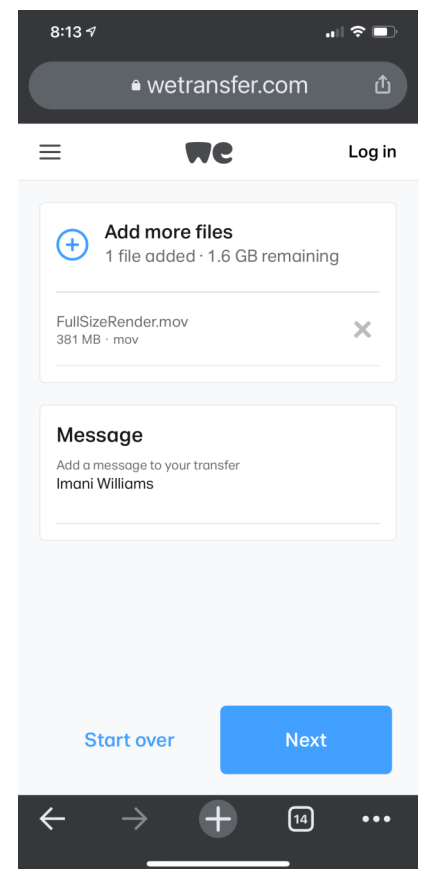 8:13
wetransfer.com
we
Log in
Add more files
1 file added · 1.6 GB remaining
FullSizeRender.mov
381 MB · mov
Message
Add a message to your transfer
Imani Williams
Start over
Next
14